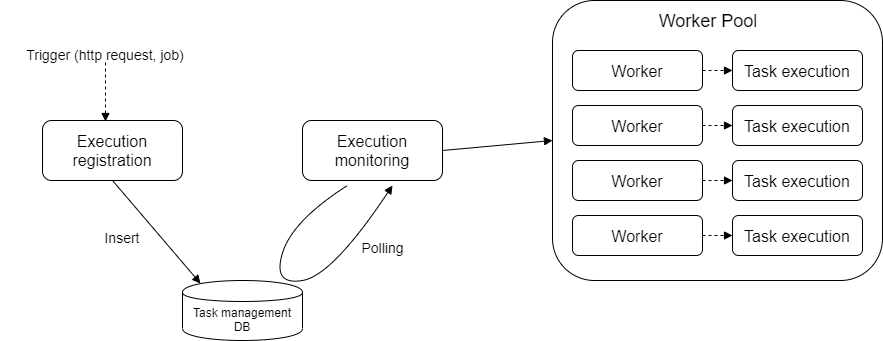 Worker Pool
Trigger (http request, job)
Worker
Task execution
Execution
registration
Execution
monitoring
Worker
Task execution
Worker
Task execution
Insert
Polling
Worker
Task execution
Task management
DB